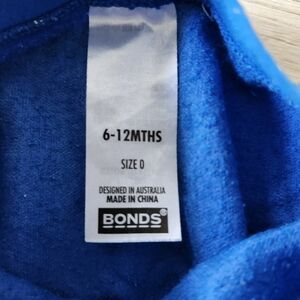 6-12MTHS
SIZE 0
DESIGNED IN AUSTRALIA
MADE IN CHINA
BONDS®